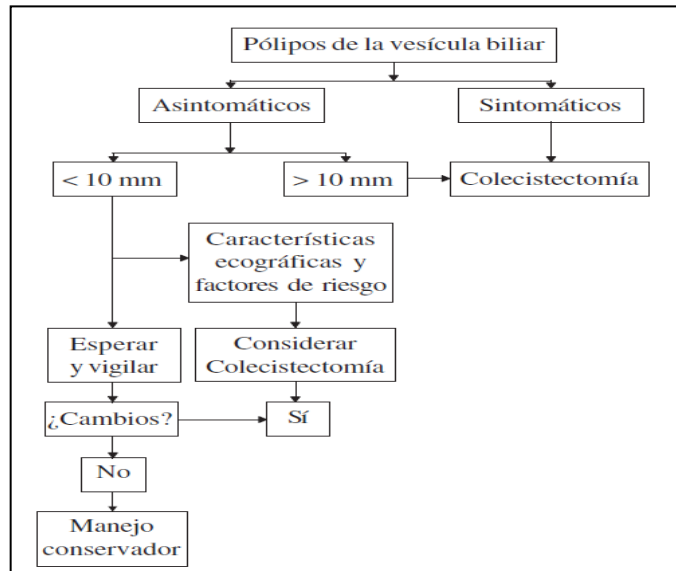 Pólipos de la vesícula biliar
Asintomáticos
Sintomáticos
< 10 mm
> 10 mm
Colecistectomía
Características
ecográficas y
factores de riesgo
Esperar
y vigilar
Considerar
Colecistectomía
¿Cambios?
Sí
No
Manejo
conservador